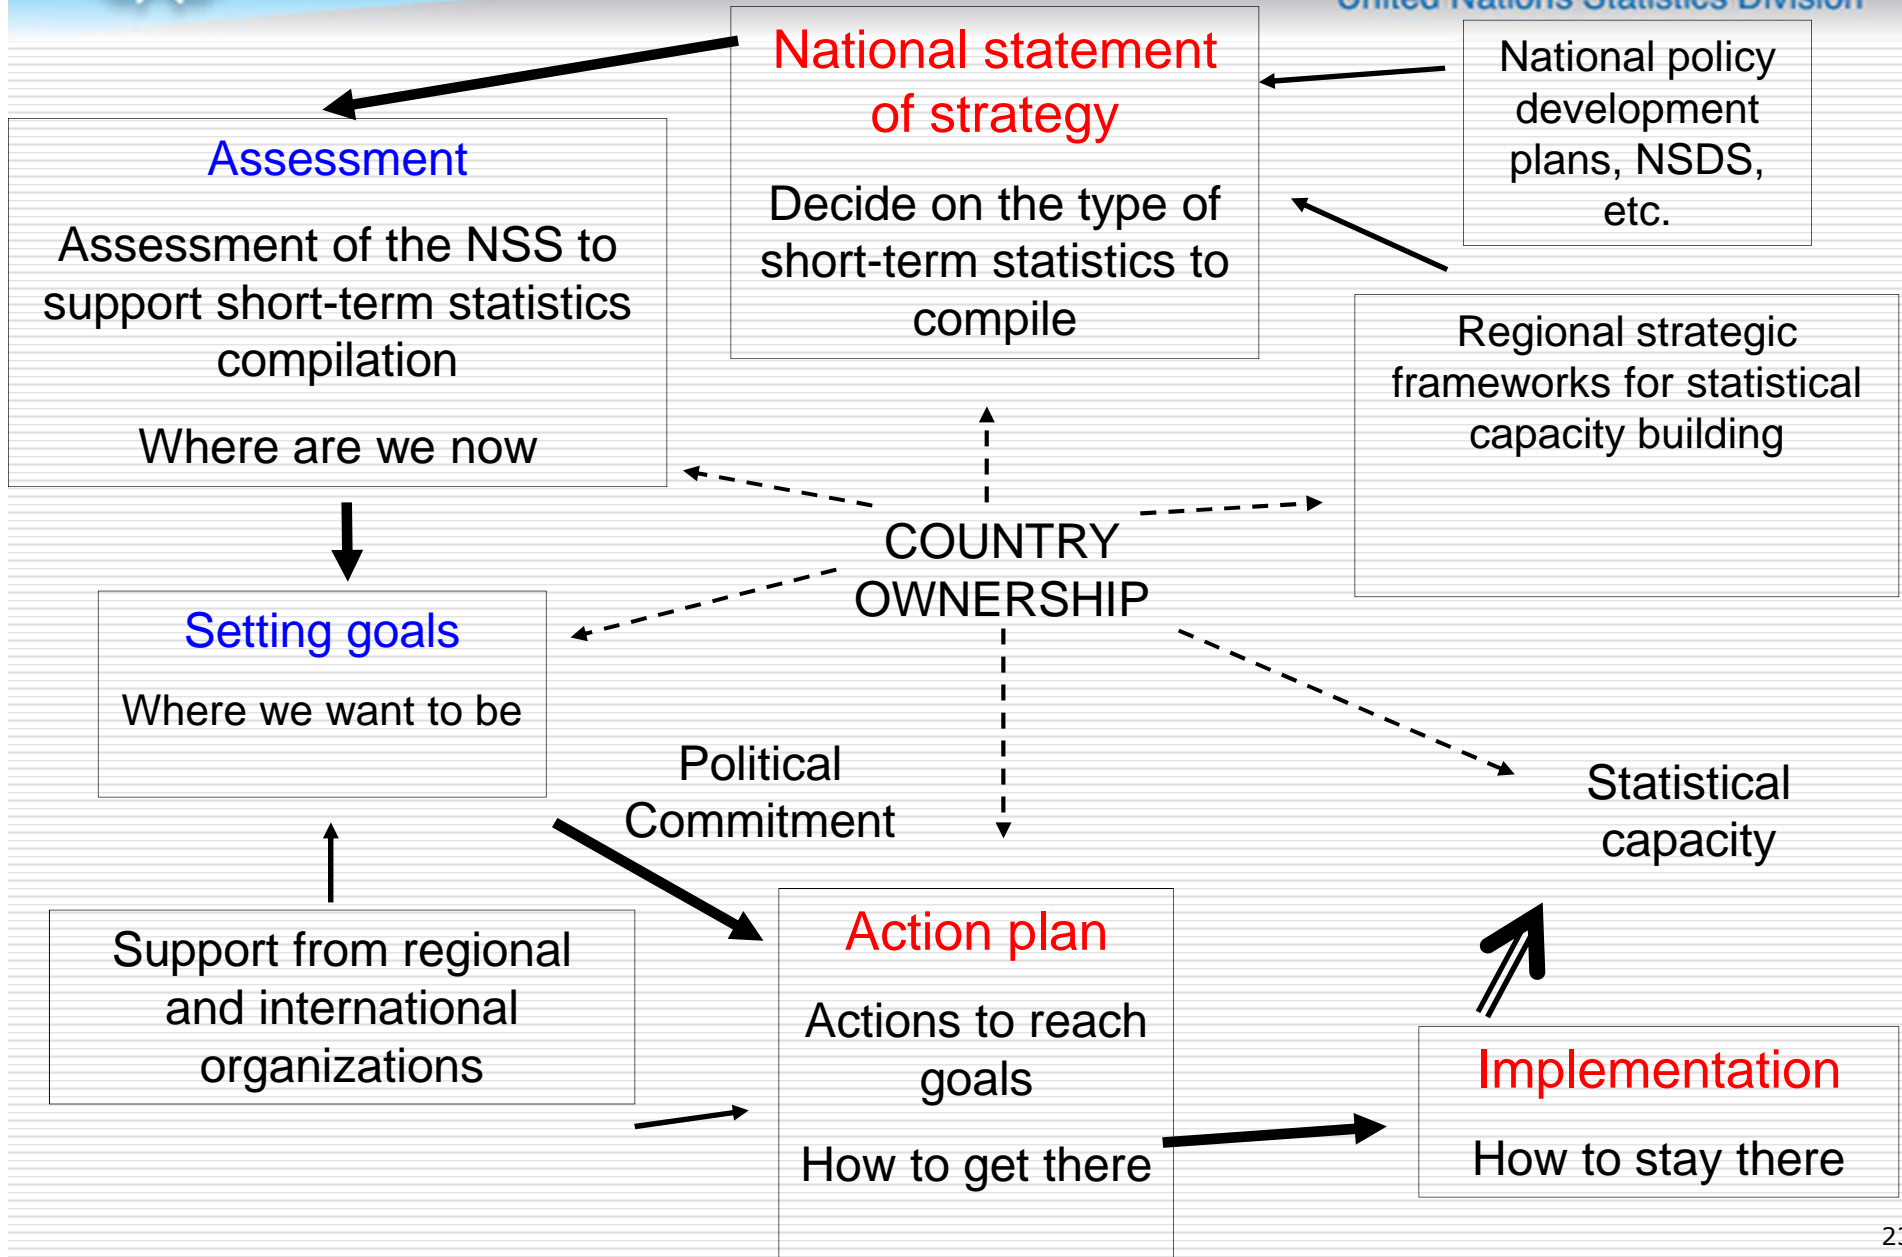 United Nations Statistics Division
National statement
of strategy
Decide on the type of
short-term statistics to
compile
National policy
development
plans, NSDS,
etc.
Assessment
Assessment of the NSS to
support short-term statistics
compilation
Where are we now
Regional strategic
frameworks for statistical
capacity building
COUNTRY
OWNERSHIP
Setting goals
Where we want to be
Political
Commitment
Statistical
capacity
Support from regional
and international
organizations
Action plan
Actions to reach
goals
How to get there
Implementation
How to stay there